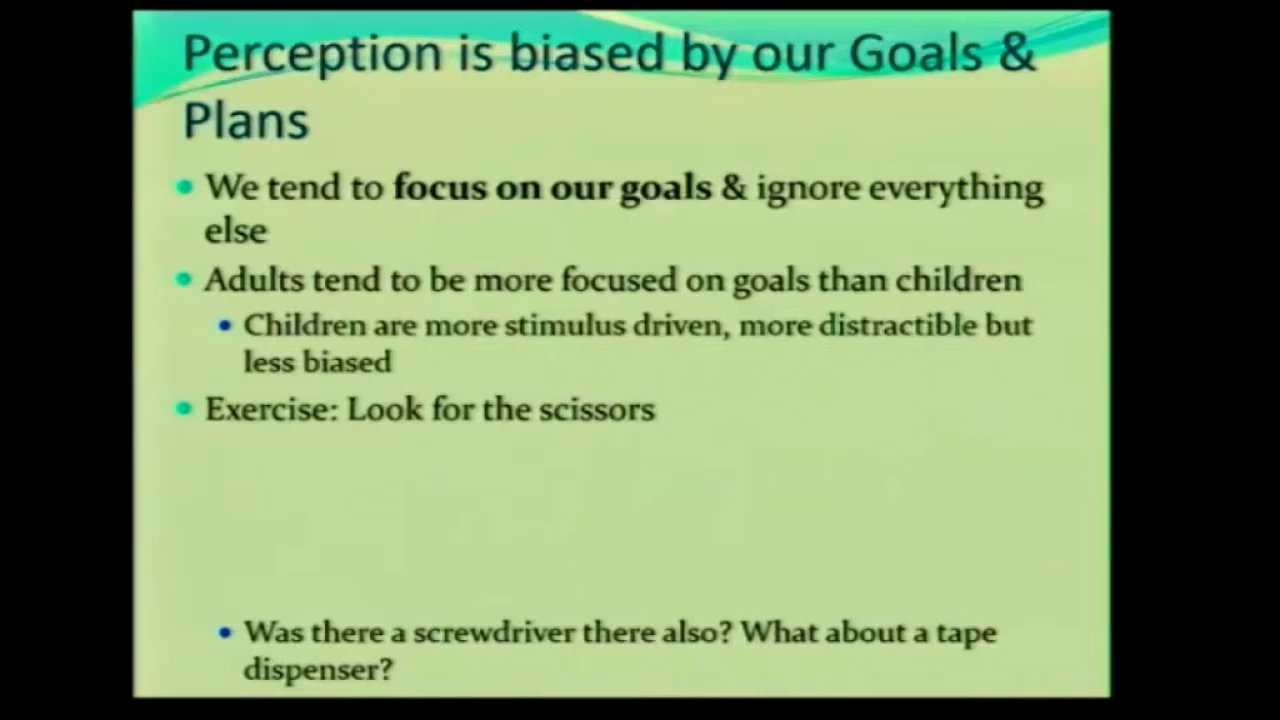 Perception is biased by our Goals &
Plans
We tend to focus on our goals & ignore everything
else
Adults tend to be more focused on goals than children
Children are more stimulus driven, more distractible but
less biased
Exercise: Look for the scissors
Was there a screwdriver there also? What about a tape
dispenser?